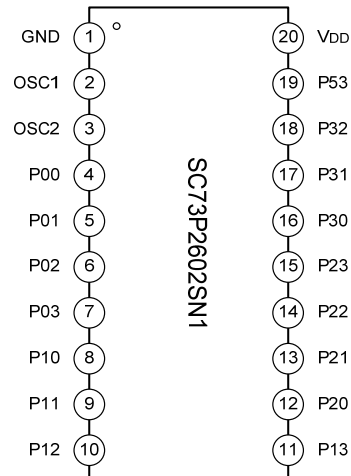 GND 1 20 VDD
OSC1 2 19 P53
OSC2 3 18 P32
P00 4 17 P31
P01 5 16 P30
P02 6 15 P23
P03 7 14 P22
P10 8 13 P21
P11 9 12 P20
P12 10 11 P13
SC73P2602SN1